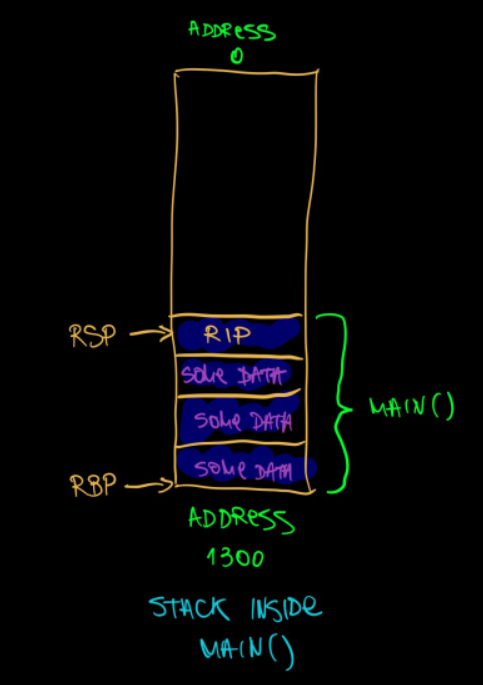 ADDRESS
0
RSP
RIP
SOME DATA
SOME DATA
MAIN()
RBP
SOME DATA
ADDRESS
1300
STACK INSIDE
MAIN()